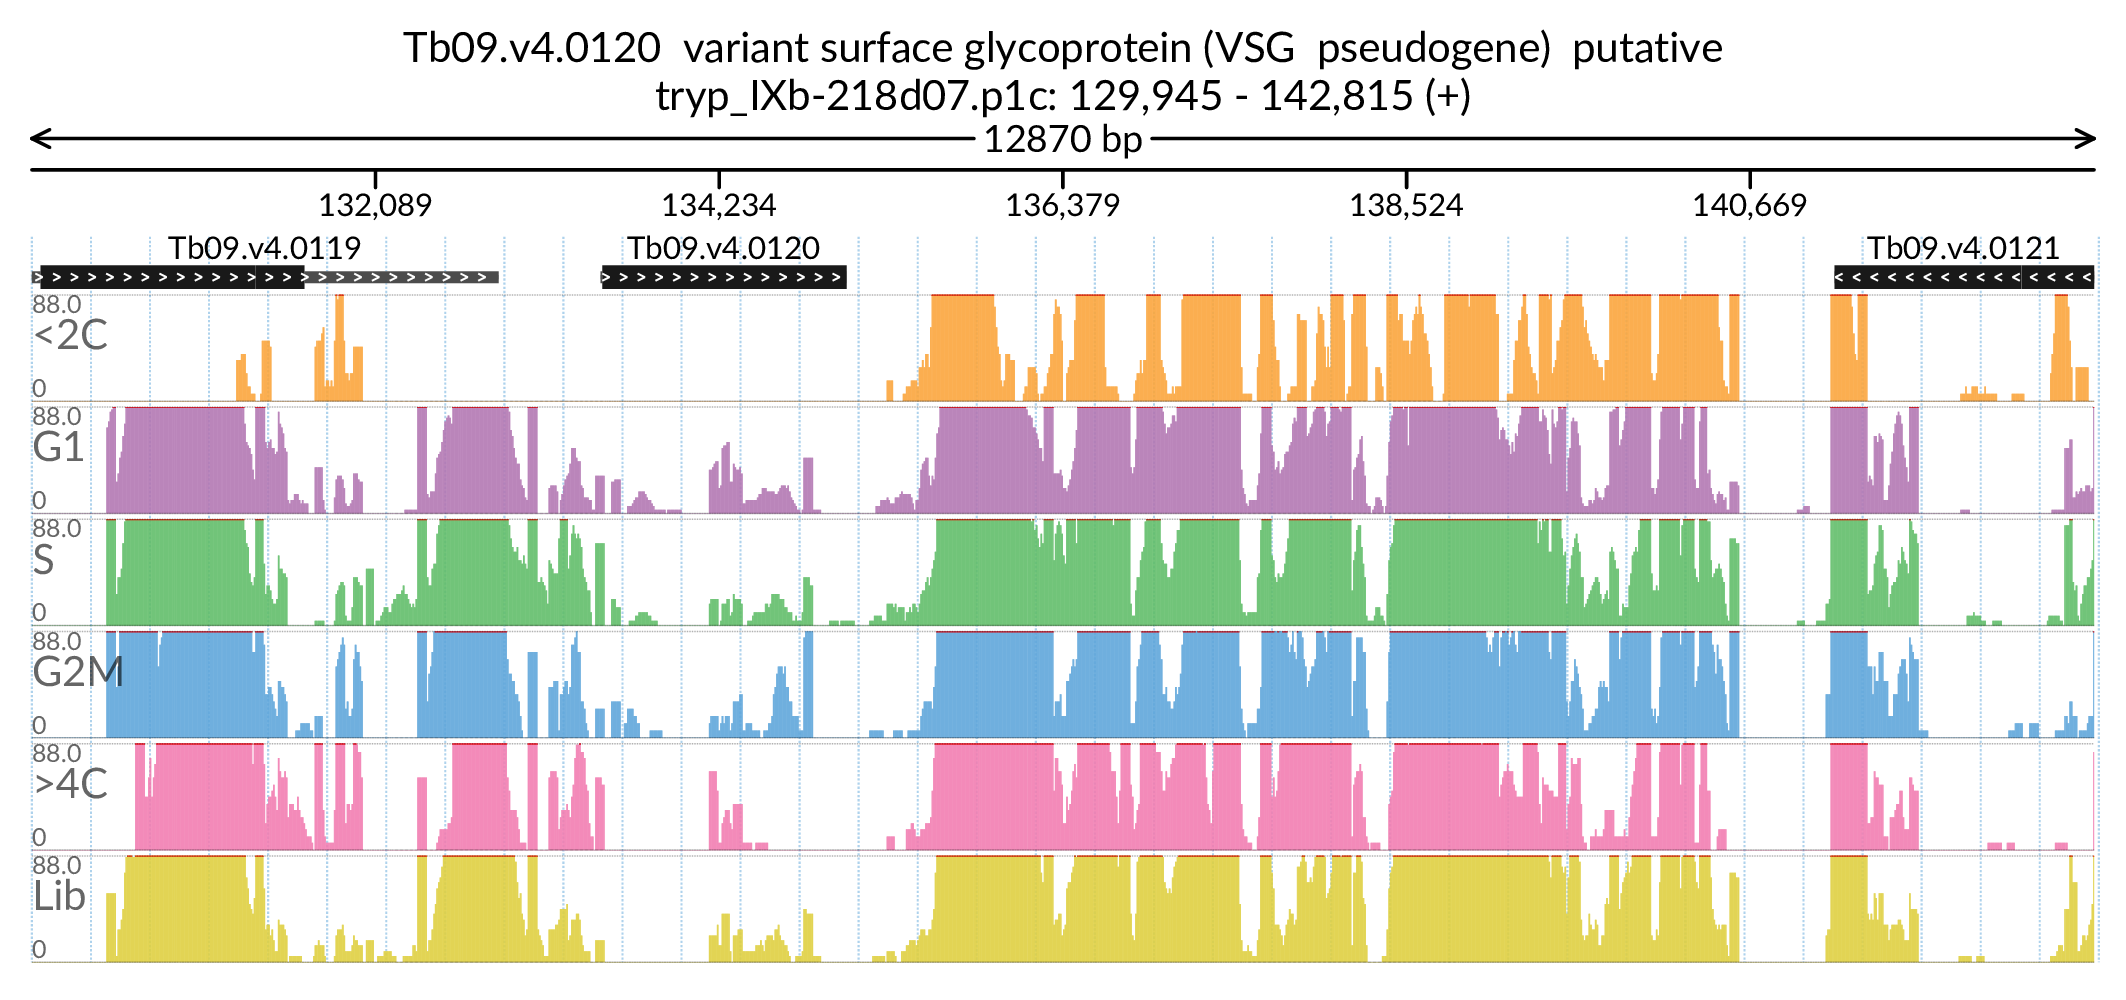 Tb09.v4.0120 variant surface glycoprotein (VSG pseudogene) putative
tryp_IXb-218d07.p1c: 129,945 - 142,815 (+)
12870 bp
132,089 134,234 136,379 138,524 140,669
Tb09.v4.0119 Tb09.v4.0120 Tb09.v4.0121
88.0
<2C
0
88.0
G1
0
88.0
S
0
88.0
G2M
0
88.0
>4C
0
88.0
Lib
0